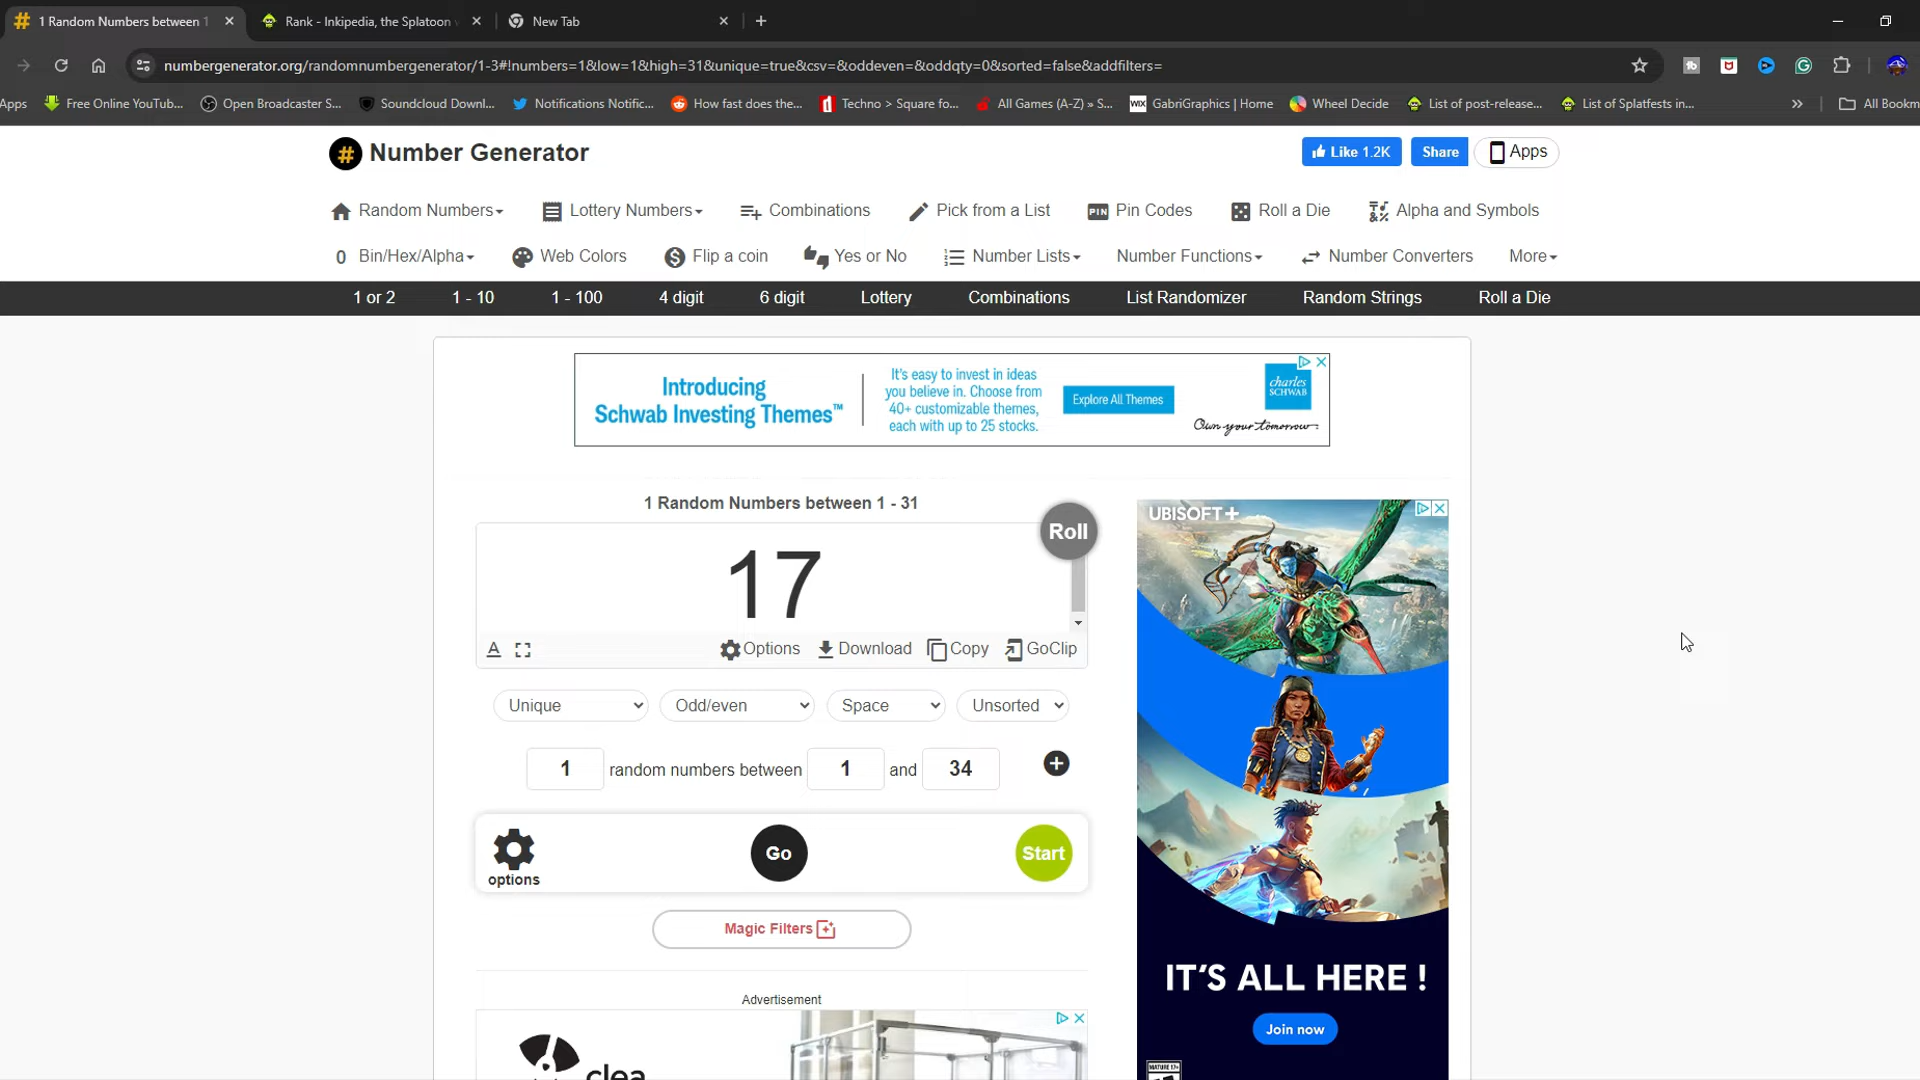 1 Random Numbers between 1
Rank - Inkipedia, the Splatoon
New Tab
numbergenerator.org/randomnumbergenerator/1-3#!numbers=1&low=1&high=31&unique=true&csv=&oddeven=&oddqty=0&sorted=false&addfilters=
Apps
Free Online YouTub...
Open Broadcaster S...
Soundcloud Downl...
Notifications Notific...
How fast does the...
Techno > Square fo...
All Games (A-Z) » S...
WIX GabriGraphics | Home
Wheel Decide
List of post-release...
List of Splatfests in...
»
All Bookm
# Number Generator
Like 1.2K
Share
Apps
Random Numbers
Lottery Numbers
Combinations
Pick from a List
PIN Pin Codes
Roll a Die
Alpha and Symbols
0 Bin/Hex/Alpha
Web Colors
Flip a coin
Yes or No
Number Lists
Number Functions
Number Converters
More
1 or 2
1 - 10
1 - 100
4 digit
6 digit
Lottery
Combinations
List Randomizer
Random Strings
Roll a Die
Introducing
Schwab Investing Themes™
It's easy to invest in ideas
you believe in. Choose from
40+ customizable themes,
each with up to 25 stocks.
Explore All Themes
charles
SCHWAB
Own your tomorrow.
1 Random Numbers between 1 - 31
Roll
17
A
Options
Download
Copy
GoClip
Unique
Odd/even
Space
Unsorted
1 random numbers between 1 and 34
options
Go
Start
Magic Filters
Advertisement
clea
UBISOFT+
IT'S ALL HERE !
Join now
MATURE 17+